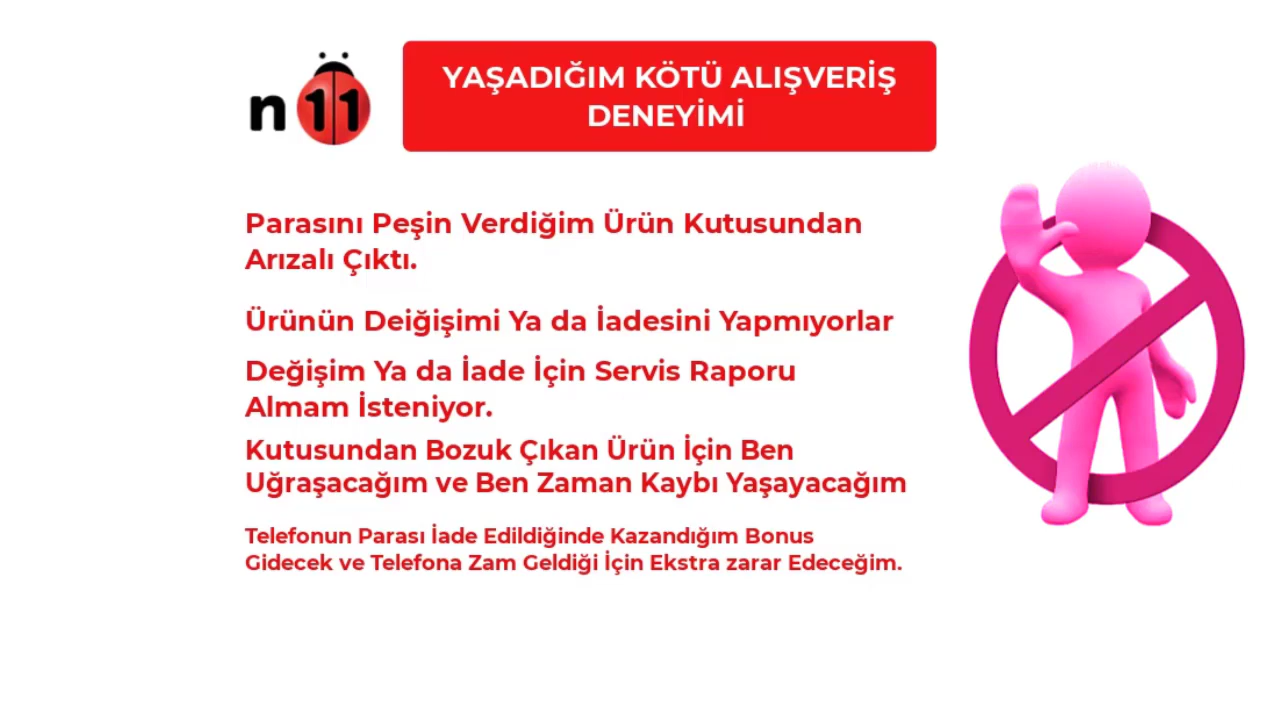 n11
YAŞADIĞIM KÖTÜ ALIŞVERİŞ
DENEYİMİ
Parasını Peşin Verdiğim Ürün Kutusundan
Arızalı Çıktı.
Ürünün Deiğişimi Ya da İadesini Yapmıyorlar
Değişim Ya da İade İçin Servis Raporu
Almam İsteniyor.
Kutusundan Bozuk Çıkan Ürün İçin Ben
Uğraşacağım ve Ben Zaman Kaybı Yaşayacağım
Telefonun Parası İade Edildiğinde Kazandığım Bonus
Gidecek ve Telefona Zam Geldiği İçin Ekstra zarar Edeceğim.